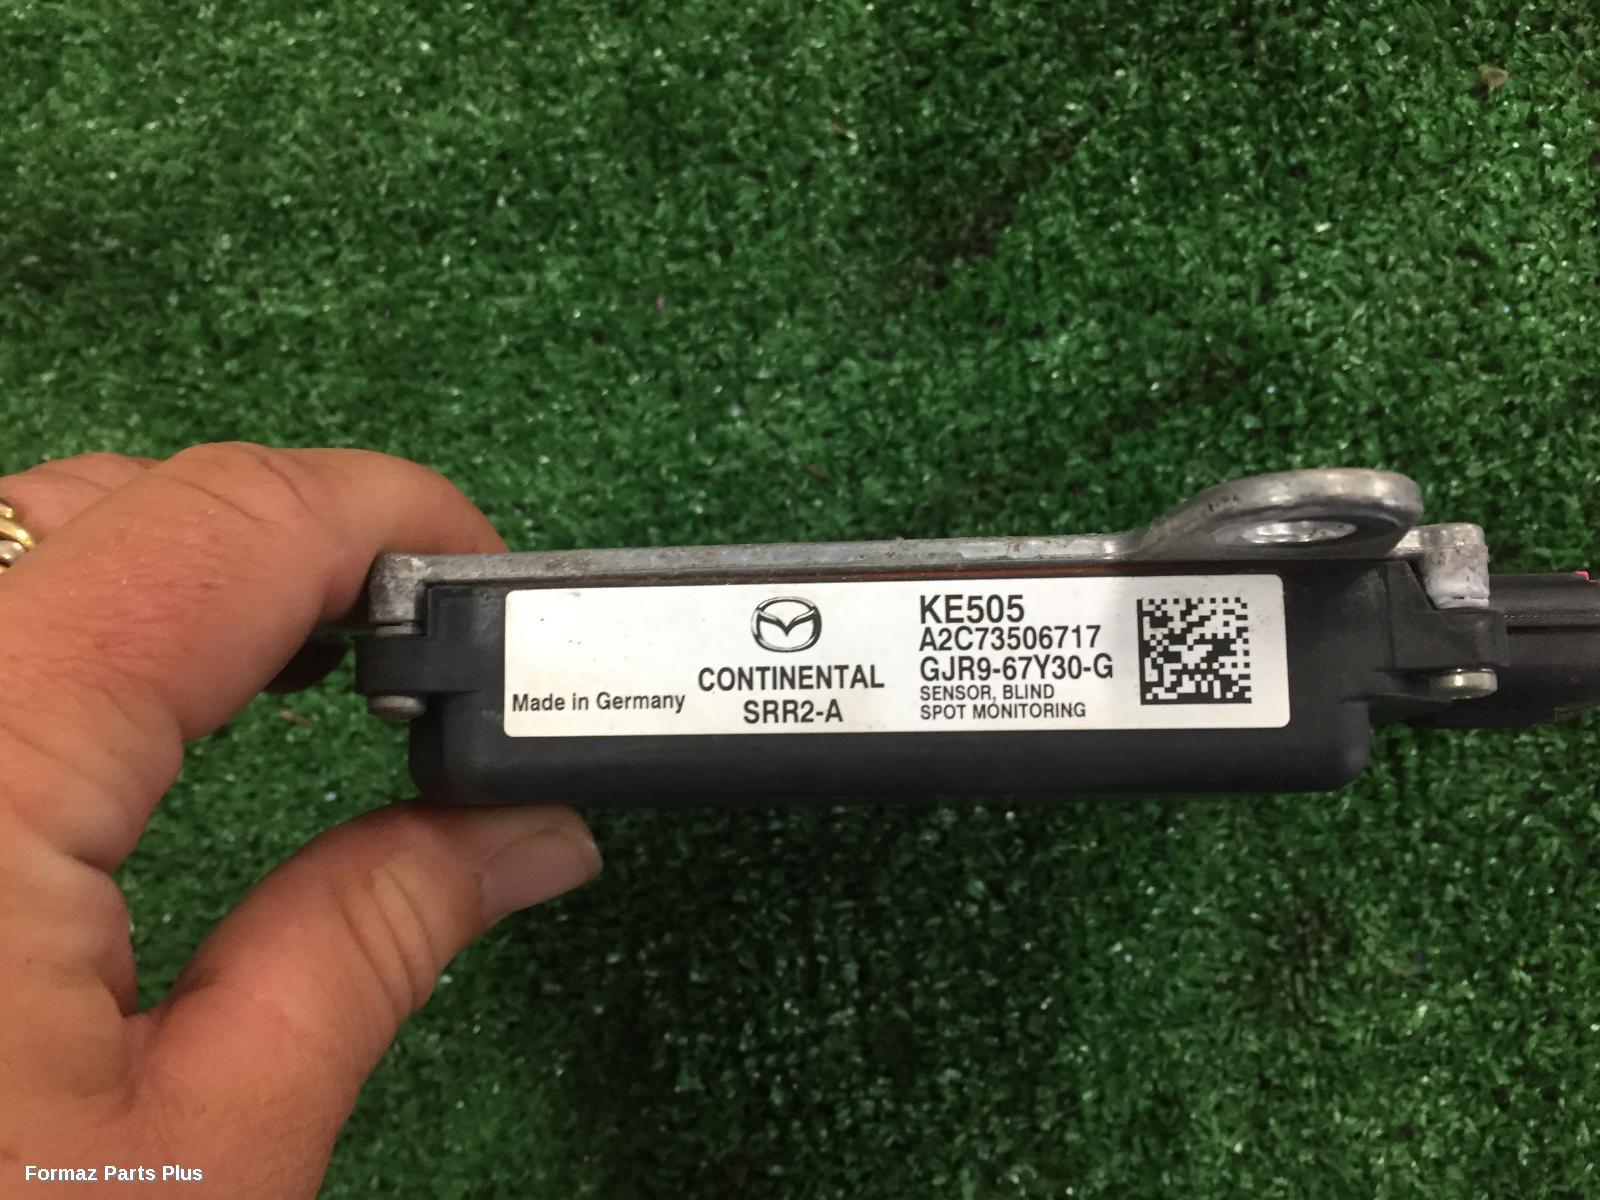 Made in Germany
CONTINENTAL
SRR2-A
KE505
A2C73506717
GJR9-67Y30-G
SENSOR, BLIND
SPOT MONITORING
Formaz Parts Plus